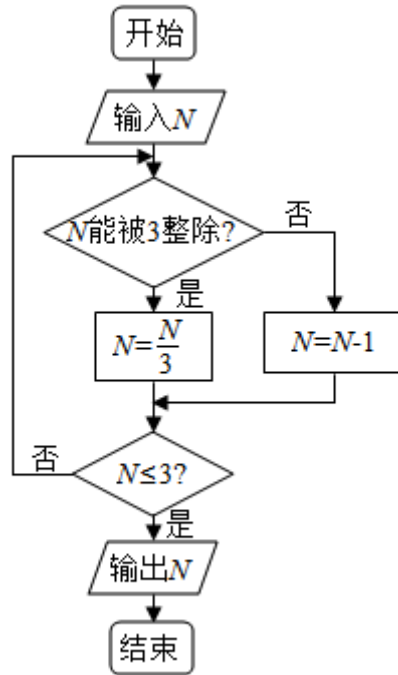 开始
输入N
N能被3整除?
否
是
N=N/3
N=N-1
否
N≤3?
是
输出N
结束